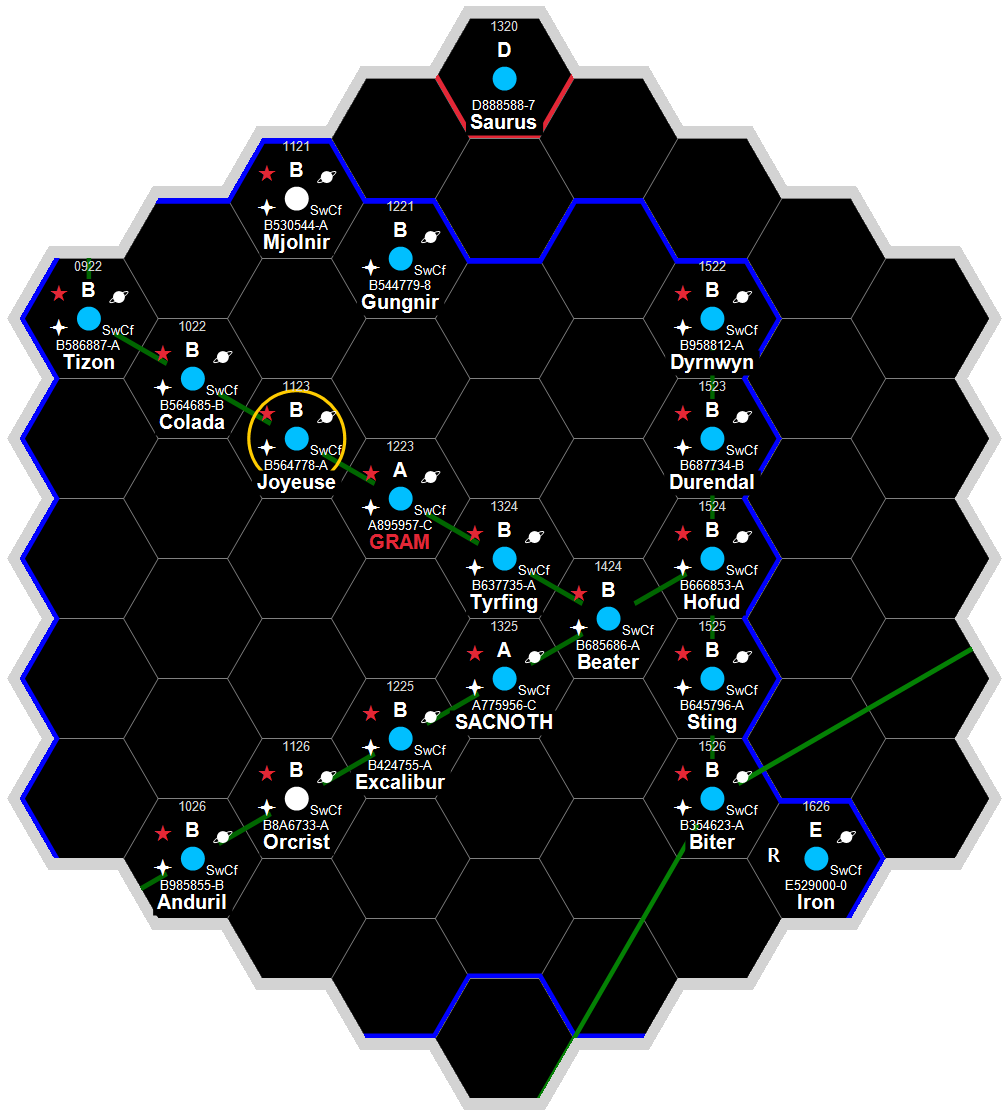 1320
D
D888588-7
Saurus
1121
B
SwCf
B530544-A
Mjolnir
1221
B
SwCf
B544779-8
Gungnir
0922
B
SwCf
B586887-A
Tizon
1522
B
SwCf
B958812-A
Dyrnwyn
1022
B
SwCf
B564685-B
Colada
1123
B
SwCf
B564778-A
Joyeuse
1523
B
SwCf
B687734-B
Durendal
1223
A
SwCf
A895957-C
GRAM
1324
B
SwCf
B637735-A
Tyrfing
1524
B
SwCf
B666853-A
Hofud
1424
B
SwCf
B685686-A
Beater
1325
A
SwCf
A775956-C
SACNOTH
1525
B
SwCf
B645796-A
Sting
1225
B
SwCf
B424755-A
Excalibur
1126
B
SwCf
B8A6733-A
Orcrist
1526
B
SwCf
B354623-A
Biter
1026
B
SwCf
B985855-B
Anduril
1626
E
R
SwCf
E529000-0
Iron